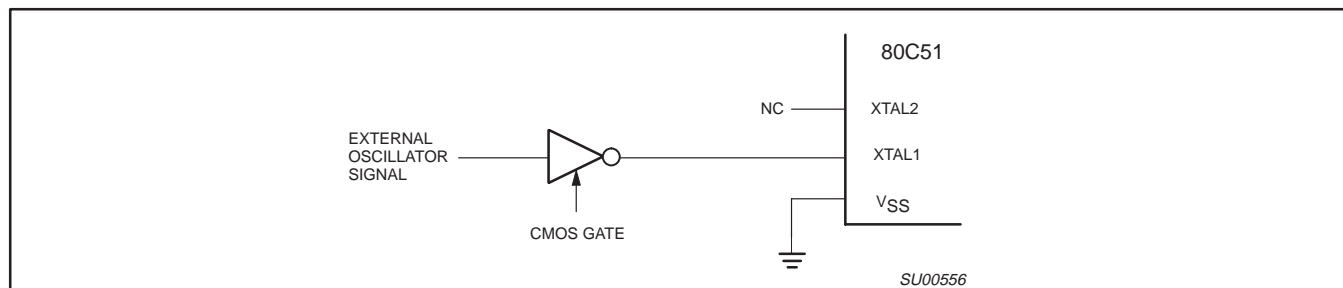 80C51
NC
XTAL2
EXTERNAL
OSCILLATOR
SIGNAL
XTAL1
VSS
CMOS GATE
SU00556